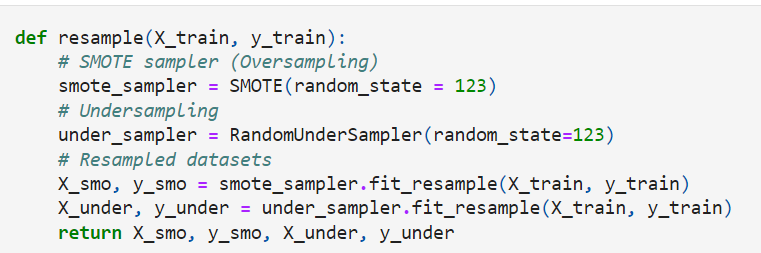 def resample(X_train, y_train):
    # SMOTE sampler (Oversampling)
    smote_sampler = SMOTE(random_state = 123)
    # Undersampling
    under_sampler = RandomUnderSampler(random_state=123)
    # Resampled datasets
    X_smo, y_smo = smote_sampler.fit_resample(X_train, y_train)
    X_under, y_under = under_sampler.fit_resample(X_train, y_train)
    return X_smo, y_smo, X_under, y_under